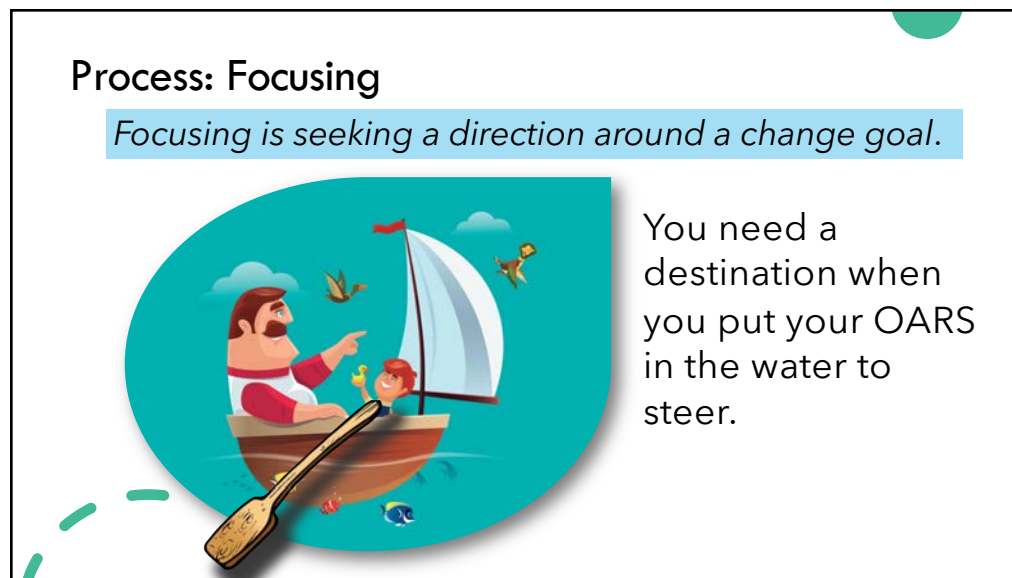 Process: Focusing
Focusing is seeking a direction around a change goal.
You need a
destination when
you put your OARS
in the water to
steer.